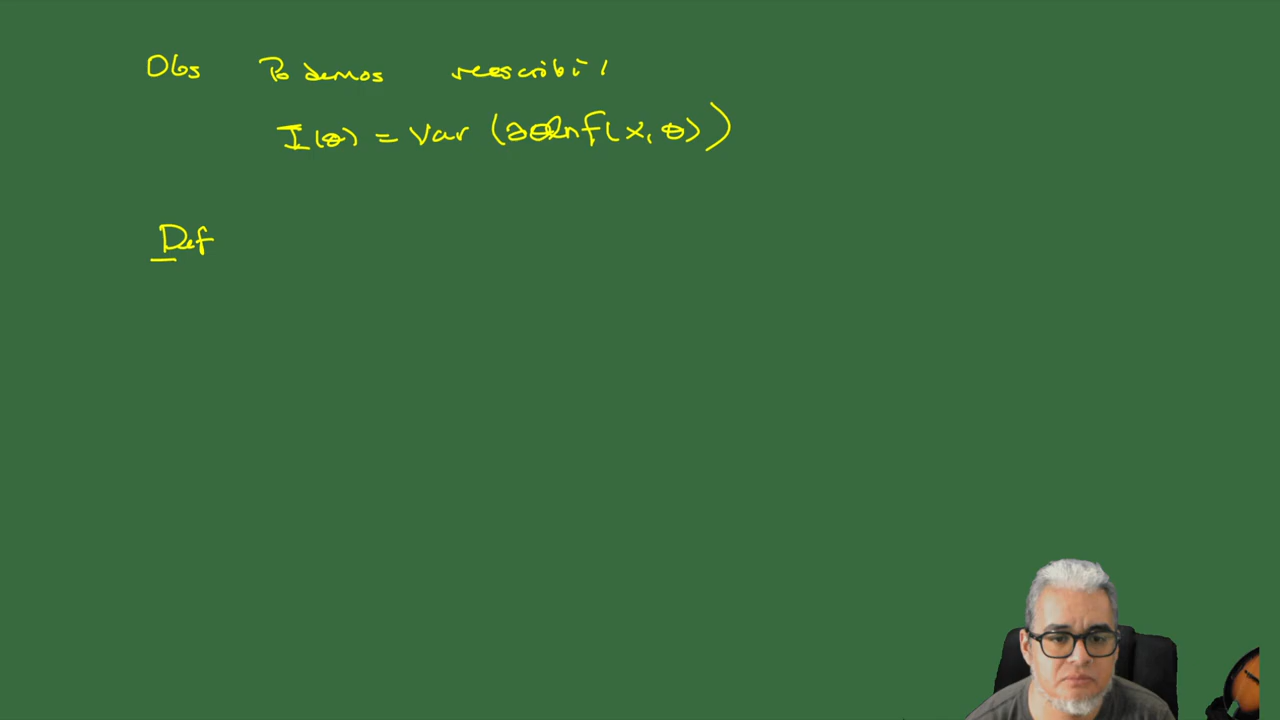 Obs Podemos reescribir
I(θ) = Var (∂θ ln f(x, θ))
Def